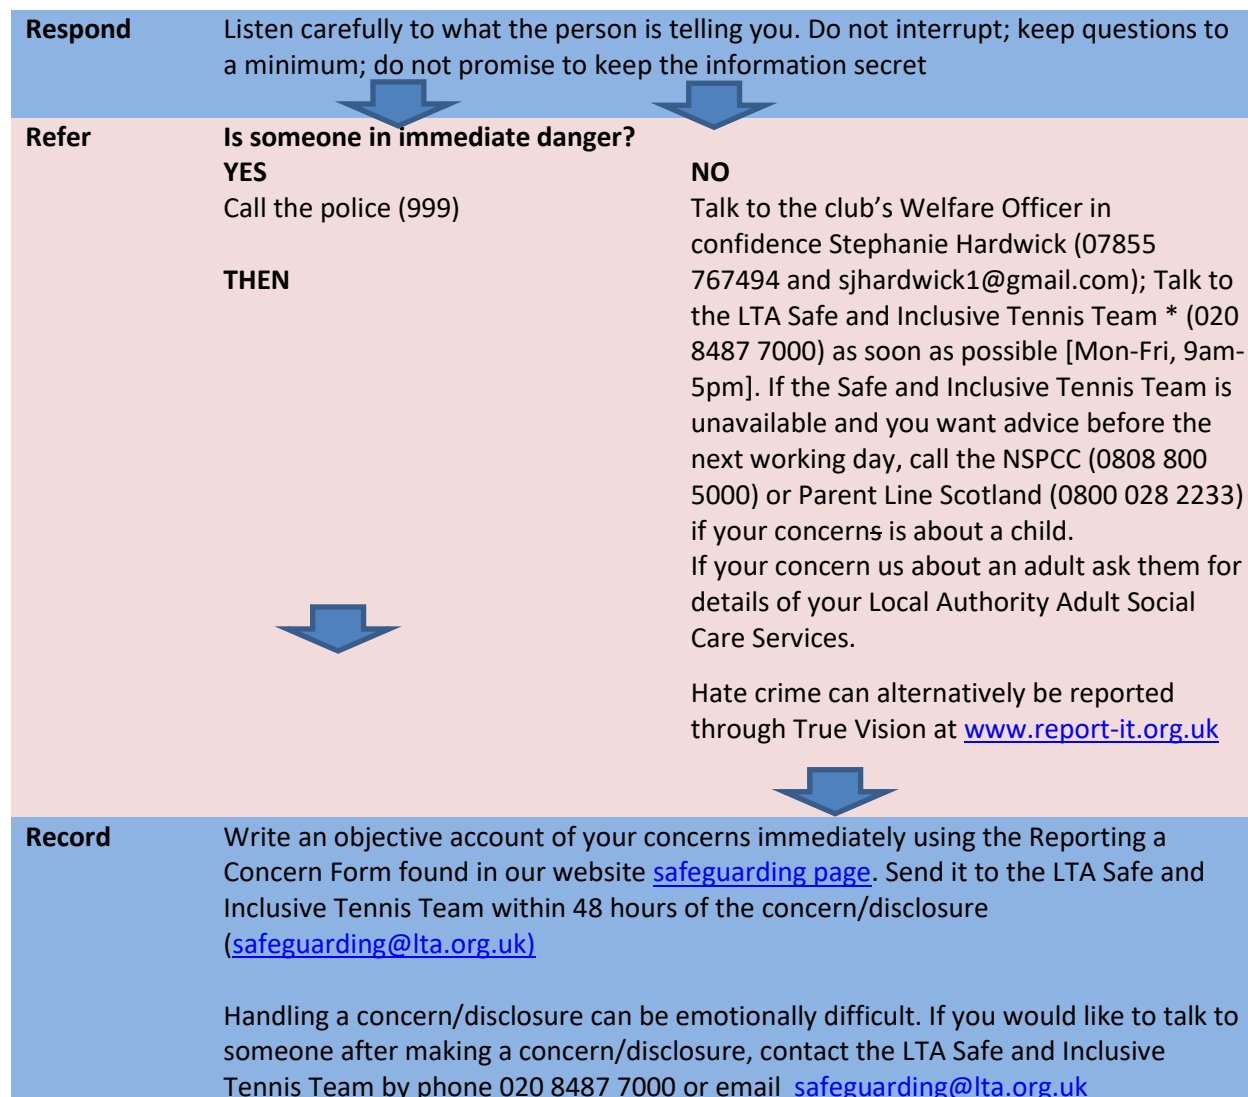 Respond Listen carefully to what the person is telling you. Do not interrupt; keep questions to
a minimum; do not promise to keep the information secret
Refer Is someone in immediate danger?
YES
Call the police (999)
THEN
NO
Talk to the club’s Welfare Officer in
confidence Stephanie Hardwick (07855
767494 and sjhardwick1@gmail.com); Talk to
the LTA Safe and Inclusive Tennis Team * (020
8487 7000) as soon as possible [Mon-Fri, 9am-
5pm]. If the Safe and Inclusive Tennis Team is
unavailable and you want advice before the
next working day, call the NSPCC (0808 800
5000) or Parent Line Scotland (0800 028 2233)
if your concerns is about a child.
If your concern us about an adult ask them for
details of your Local Authority Adult Social
Care Services.
Hate crime can alternatively be reported
through True Vision at www.report-it.org.uk
Record Write an objective account of your concerns immediately using the Reporting a
Concern Form found in our website safeguarding page. Send it to the LTA Safe and
Inclusive Tennis Team within 48 hours of the concern/disclosure
(safeguarding@lta.org.uk)
Handling a concern/disclosure can be emotionally difficult. If you would like to talk to
someone after making a concern/disclosure, contact the LTA Safe and Inclusive
Tennis Team by phone 020 8487 7000 or email safeguarding@lta.org.uk